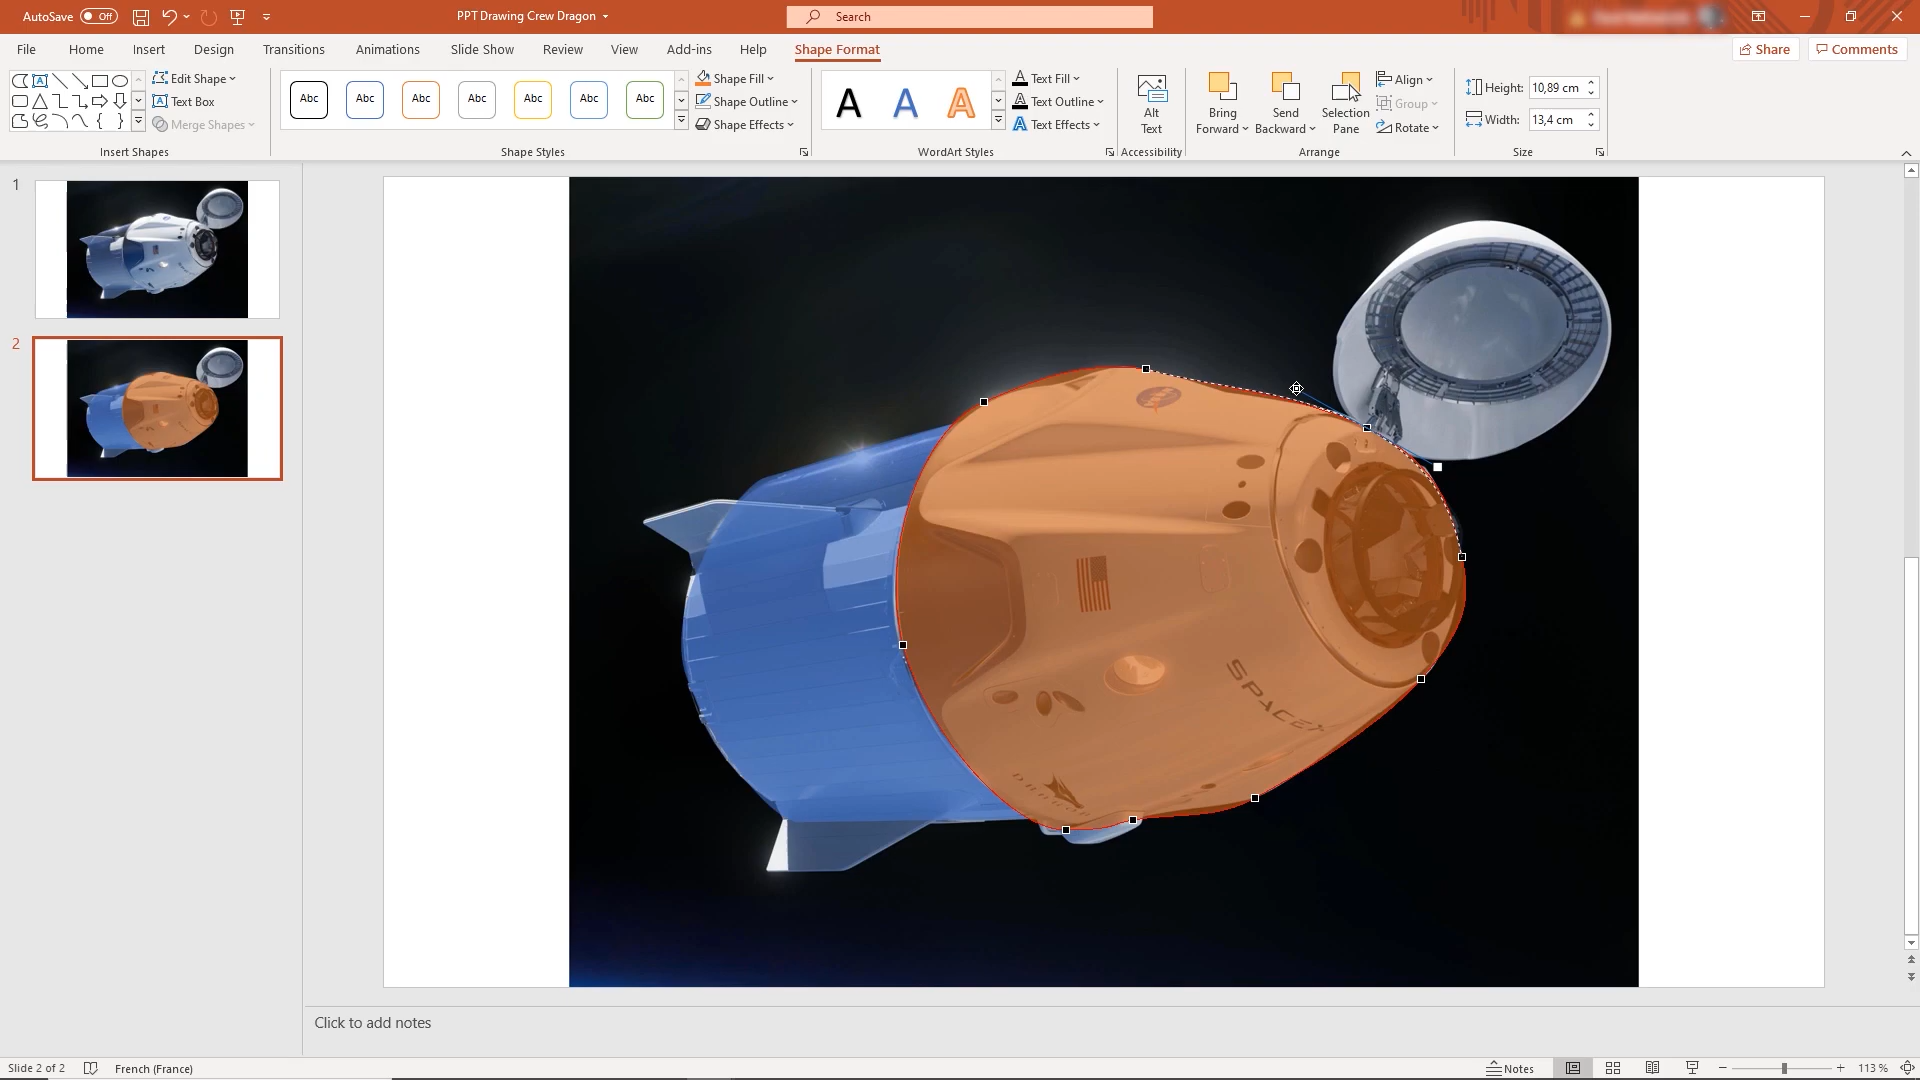 AutoSave Off
PPT Drawing Crew Dragon
Search
File Home Insert Design Transitions Animations Slide Show Review View Add-ins Help Shape Format
Share Comments
Edit Shape
Text Box
Merge Shapes
Insert Shapes
Abc Abc Abc Abc Abc Abc Abc
Shape Fill
Shape Outline
Shape Effects
Shape Styles
A A A
Text Fill
Text Outline
Text Effects
WordArt Styles
Alt
Text
Accessibility
Bring
Forward
Send
Backward
Selection
Pane
Align
Group
Rotate
Arrange
Height: 10,89 cm
Width: 13,4 cm
Size
1
2
SPACEX
DRAGON
Click to add notes
Slide 2 of 2 French (France) Notes 113 %